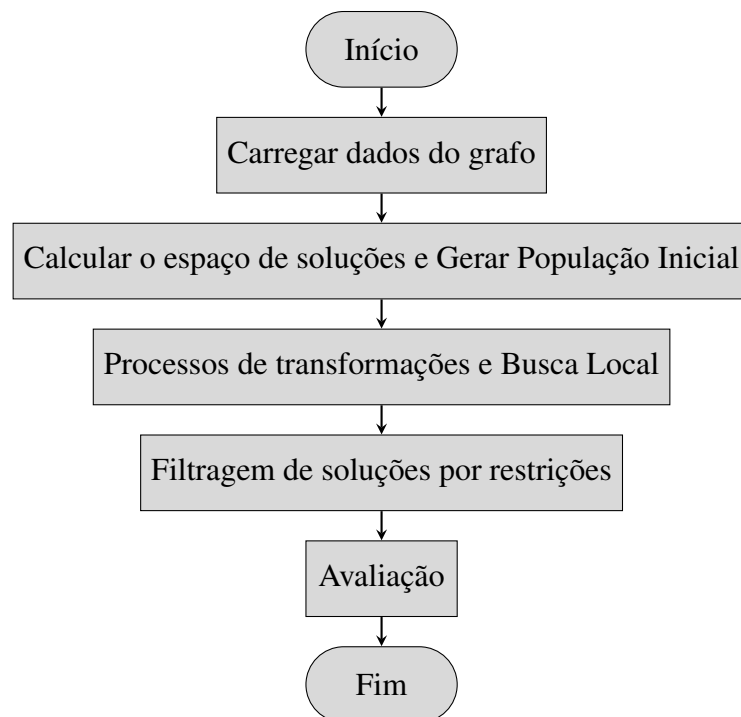 Início
Carregar dados do grafo
Calcular o espaço de soluções e Gerar População Inicial
Processos de transformações e Busca Local
Filtragem de soluções por restrições
Avaliação
Fim